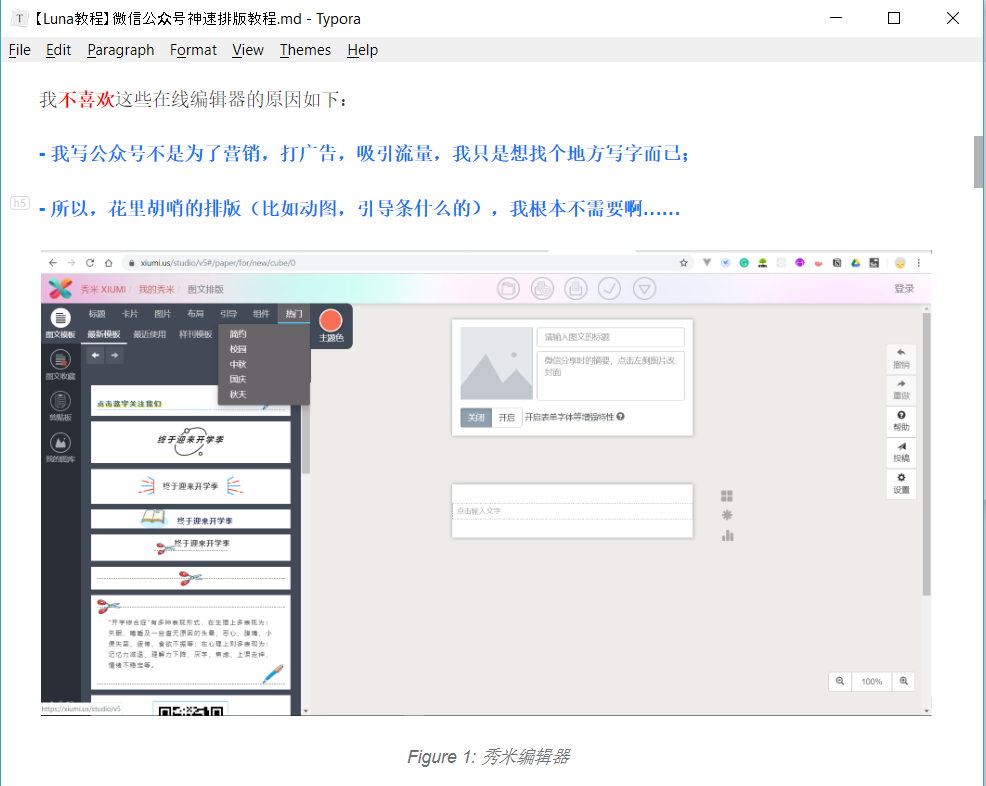 【Luna教程】微信公众号神速排版教程.md - Typora
File Edit Paragraph Format View Themes Help
我不喜欢这些在线编辑器的原因如下：
- 我写公众号不是为了营销，打广告，吸引流量，我只是想找个地方写字而已；
h5
- 所以，花里胡哨的排版（比如动图，引导条什么的），我根本不需要啊……
xiumi.us/studio/v5#/paper/for/new/cube/0
秀米 XIUMI 我的秀米 / 图文排版
登录
图文模板
图文收藏
剪贴板
我的图库
标题 卡片 图片 布局 引导 组件 热门
最新模板 最近使用 样刊模板
简约
校园
中秋
国庆
秋天
主题色
点击蓝字关注我们
终于迎来开学季
终于迎来开学季
终于迎来开学季
终于迎来开学季
"开学综合症"有多种表现形式，在生理上多表现为：
失眠、嗜睡及一些查无原因的头晕、恶心、腹痛、小
便失禁、疲倦、食欲不振等；在心理上则多表现为：
记忆力减退、理解力下降、厌学、焦虑、上课走神、
情绪不稳定等。
https://xiumi.us/studio/v5
请输入图文的标题
微信分享时的摘要，点击左侧图片改
封面
关闭 开启 开启表单字体等增强特性
点击输入文字
撤销
重做
帮助
投稿
设置
100%
Figure 1: 秀米编辑器